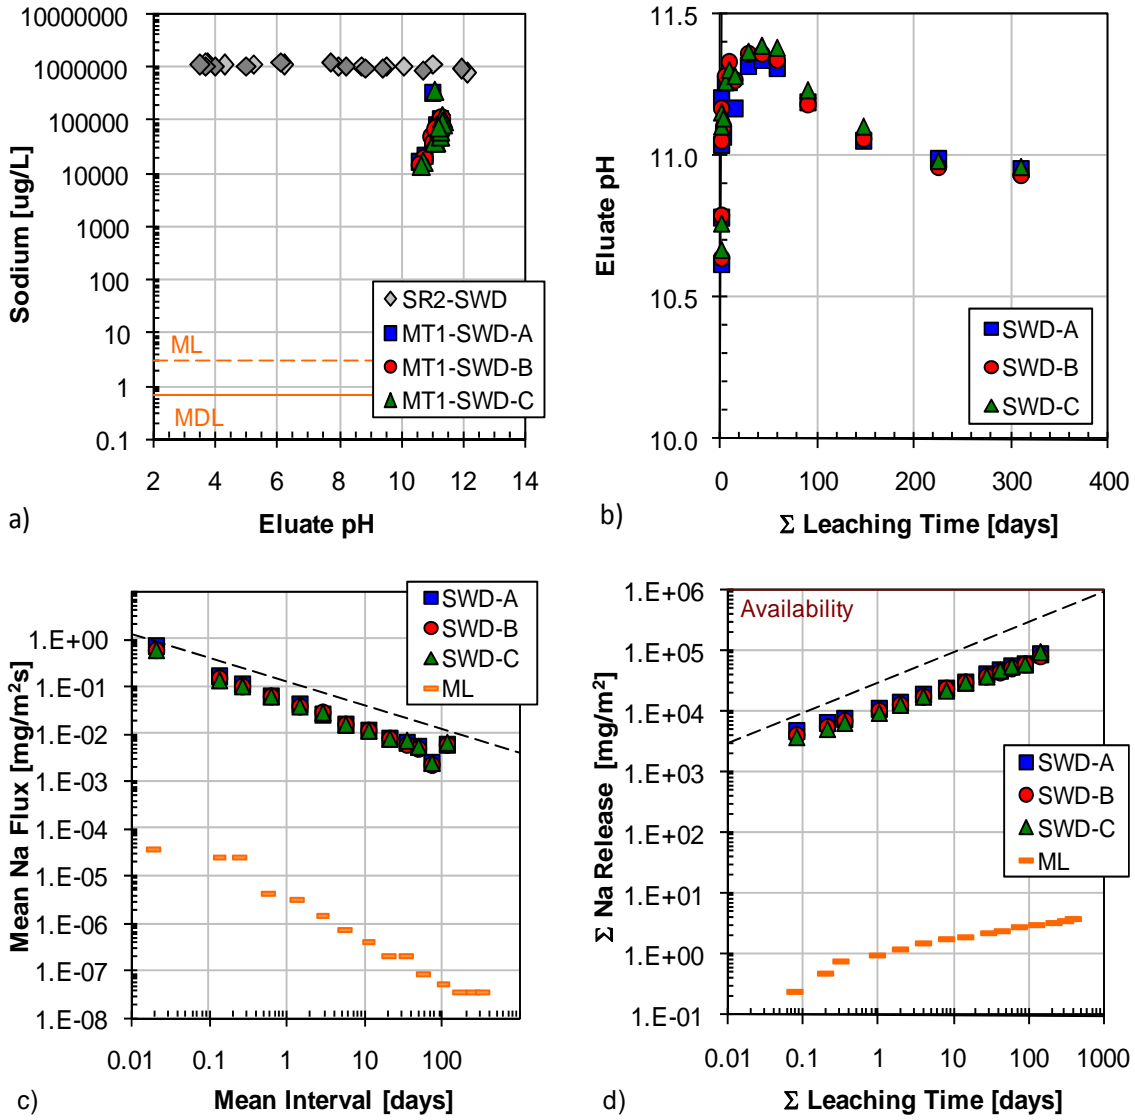 10000000
1000000
100000
10000
1000
100
10
1
0.1
Sodium [ug/L]
ML
MDL
SR2-SWD
MT1-SWD-A
MT1-SWD-B
MT1-SWD-C
2 4 6 8 10 12 14
Eluate pH
a)
11.5
11.0
10.5
10.0
Eluate pH
SWD-A
SWD-B
SWD-C
0 100 200 300 400
Σ Leaching Time [days]
b)
SWD-A
SWD-B
SWD-C
ML
1.E+00
1.E-01
1.E-02
1.E-03
1.E-04
1.E-05
1.E-06
1.E-07
1.E-08
Mean Na Flux [mg/m²s]
0.01 0.1 1 10 100
Mean Interval [days]
c)
1.E+06
1.E+05
1.E+04
1.E+03
1.E+02
1.E+01
1.E+00
1.E-01
Σ Na Release [mg/m²]
Availability
SWD-A
SWD-B
SWD-C
ML
0.01 0.1 1 10 100 1000
Σ Leaching Time [days]
d)